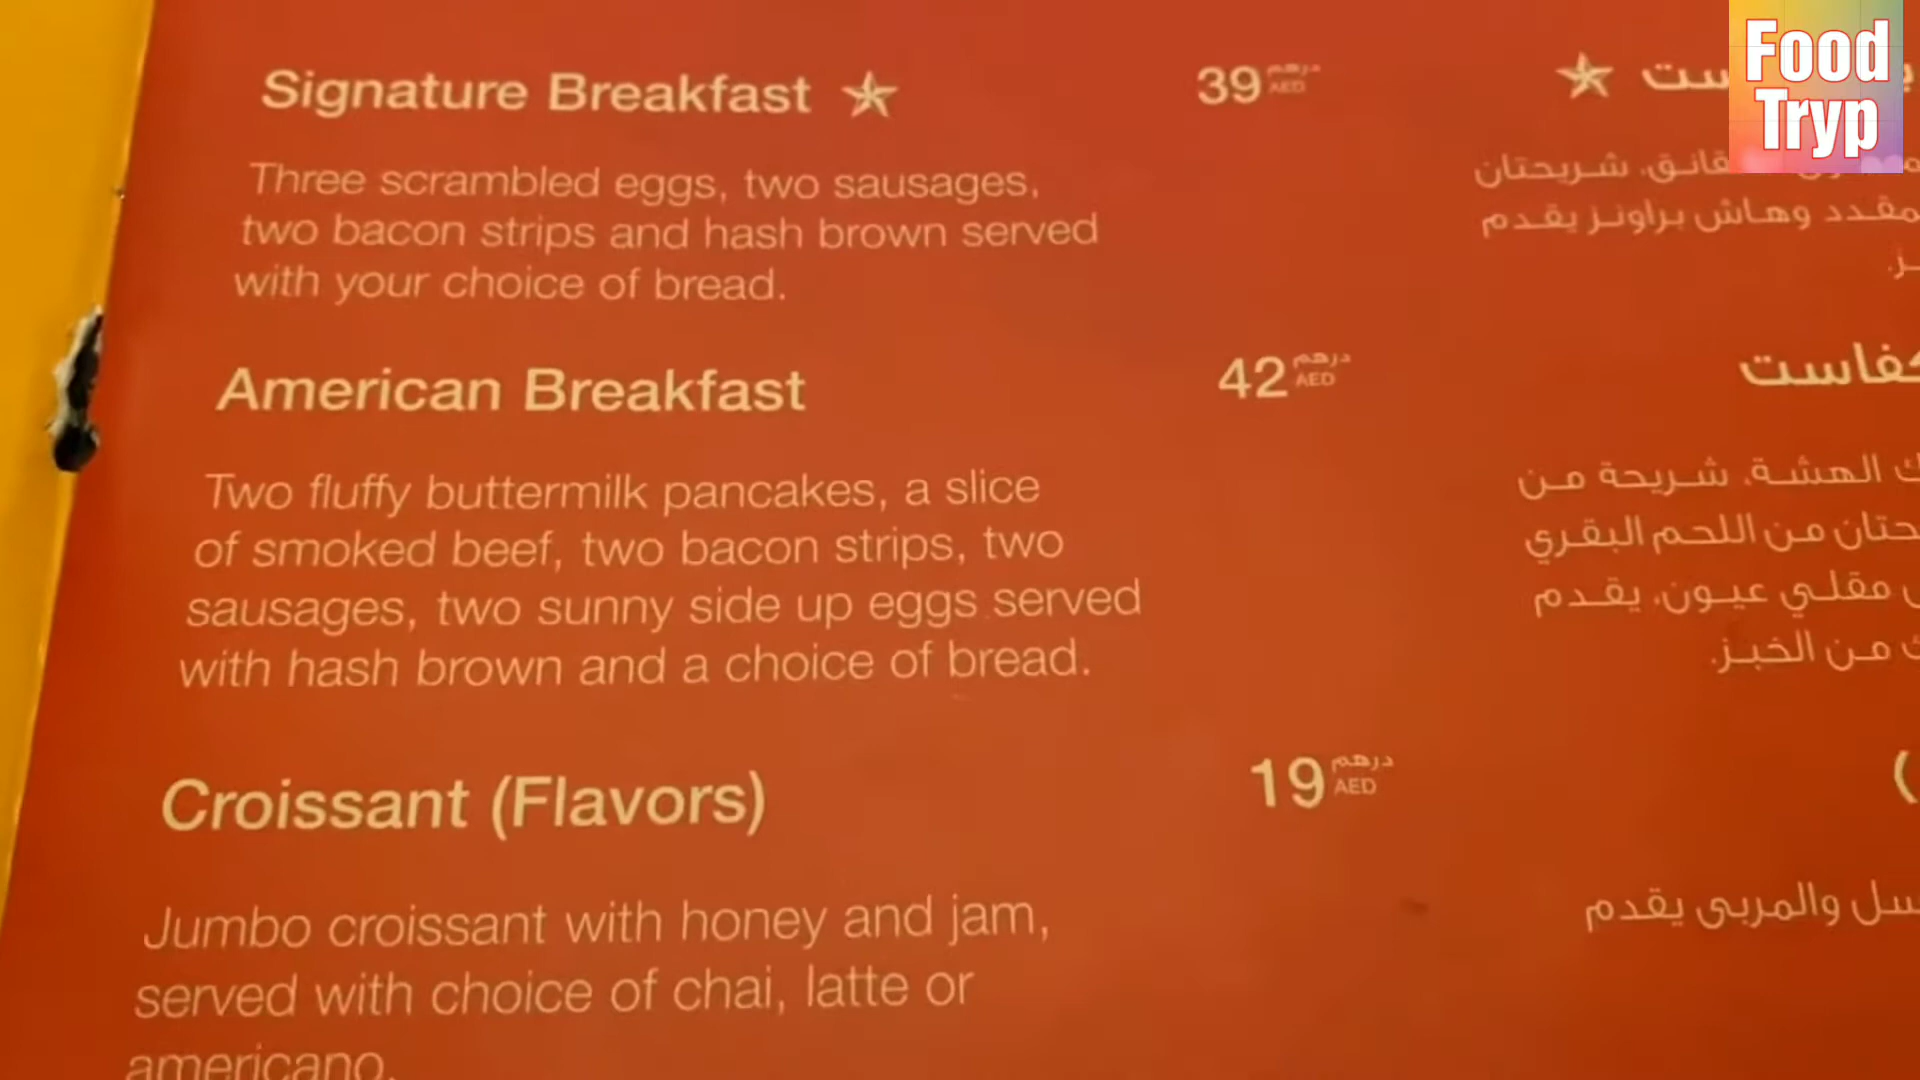 Signature Breakfast
39 درهم AED
Three scrambled eggs, two sausages,
two bacon strips and hash brown served
with your choice of bread.
American Breakfast
42 درهم AED
Two fluffy buttermilk pancakes, a slice
of smoked beef, two bacon strips, two
sausages, two sunny side up eggs served
with hash brown and a choice of bread.
Croissant (Flavors)
19 درهم AED
Jumbo croissant with honey and jam,
served with choice of chai, latte or
americano.
Food
Tryp
شريحتان
وهاش براونز يقدم
الهشة، شريحة من
من اللحم البقري
مقلي عيون، يقدم
من الخبز.
والمربى يقدم